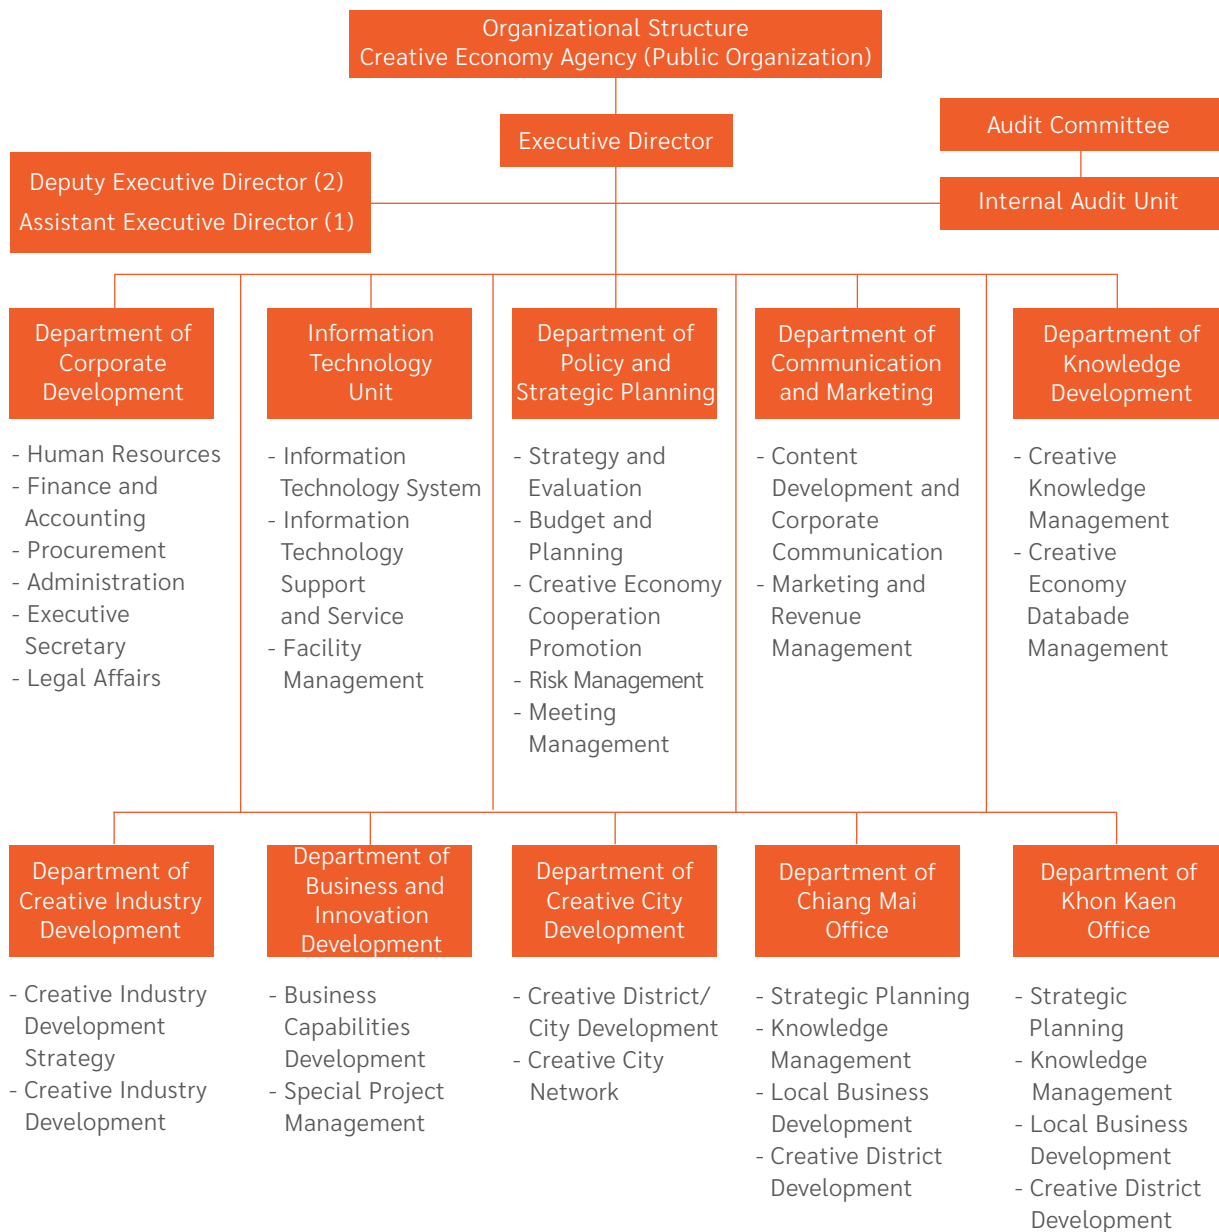 Organizational Structure
Creative Economy Agency (Public Organization)
Executive Director
Audit Committee
Deputy Executive Director (2)
Assistant Executive Director (1)
Internal Audit Unit
Department of
Corporate
Development
Information
Technology
Unit
Department of
Policy and
Strategic Planning
Department of
Communication
and Marketing
Department of
Knowledge
Development
- Human Resources
- Finance and
Accounting
- Procurement
- Administration
- Executive
Secretary
- Legal Affairs
- Information
Technology System
- Information
Technology
Support
and Service
- Facility
Management
- Strategy and
Evaluation
- Budget and
Planning
- Creative Economy
Cooperation
Promotion
- Risk Management
- Meeting
Management
- Content
Development and
Corporate
Communication
- Marketing and
Revenue
Management
- Creative
Knowledge
Management
- Creative
Economy
Databade
Management
Department of
Creative Industry
Development
Department of
Business and
Innovation
Development
Department of
Creative City
Development
Department of
Chiang Mai
Office
Department of
Khon Kaen
Office
- Creative Industry
Development
Strategy
- Creative Industry
Development
- Business
Capabilities
Development
- Special Project
Management
- Creative District/
City Development
- Creative City
Network
- Strategic Planning
- Knowledge
Management
- Local Business
Development
- Creative District
Development
- Strategic
Planning
- Knowledge
Management
- Local Business
Development
- Creative District
Development